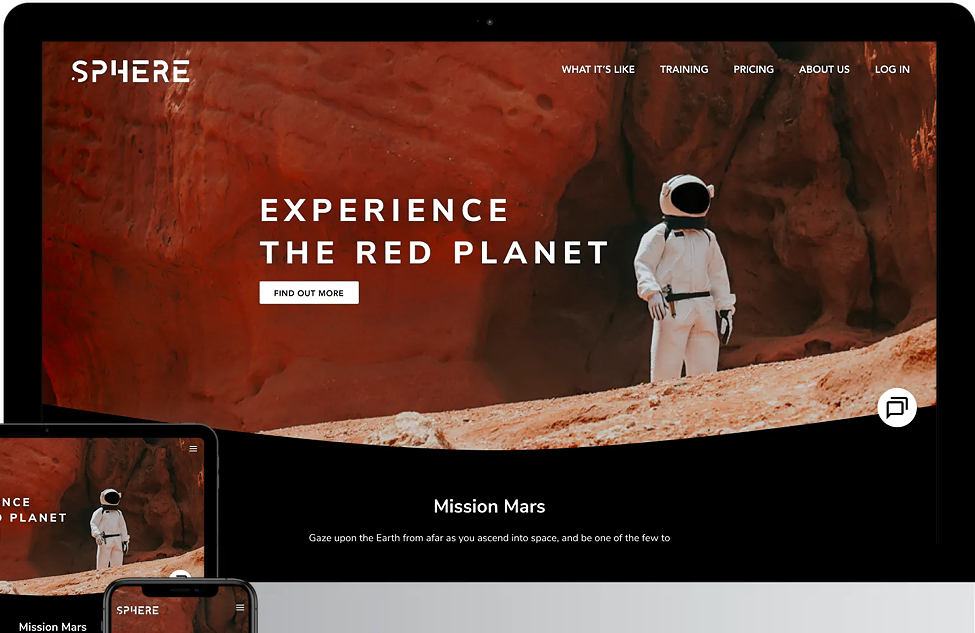 SPHERE
WHAT IT'S LIKE TRAINING PRICING ABOUT US LOG IN
EXPERIENCE
THE RED PLANET
FIND OUT MORE
Mission Mars
Gaze upon the Earth from afar as you ascend into space, and be one of the few to
NCE
PLANET
Mission Mars
SPHERE